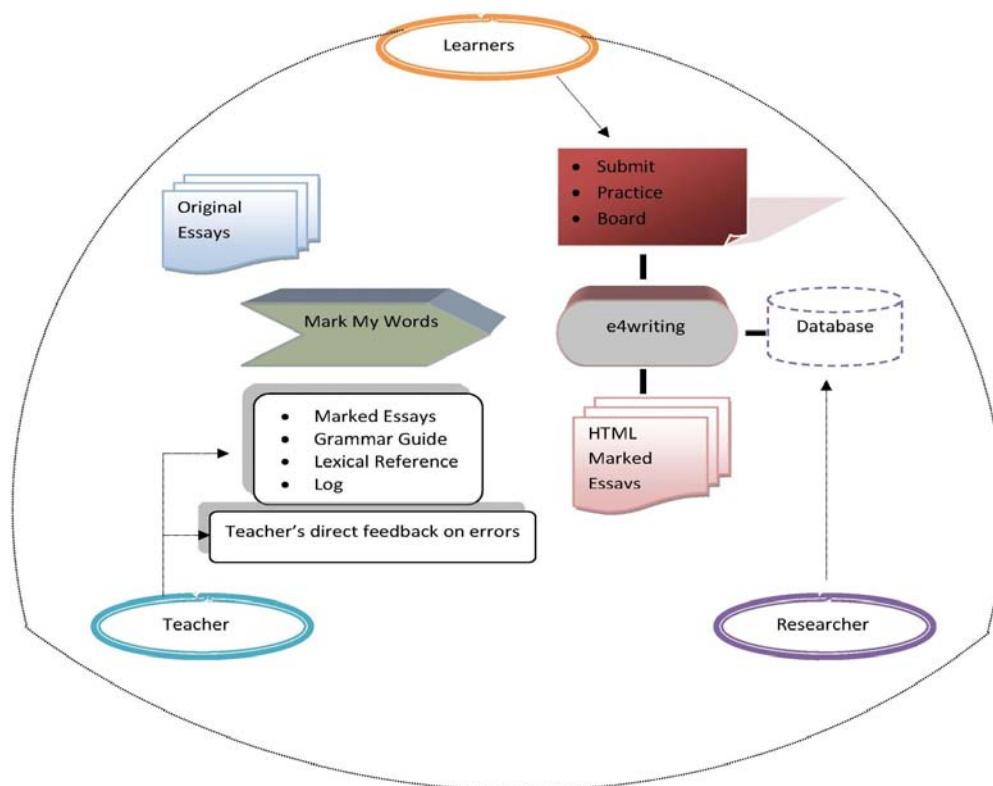 Learners
• Submit
• Practice
• Board
Original
Essays
Mark My Words
e4writing
Database
• Marked Essays
• Grammar Guide
• Lexical Reference
• Log
HTML
Marked
Essavs
Teacher’s direct feedback on errors
Teacher
Researcher